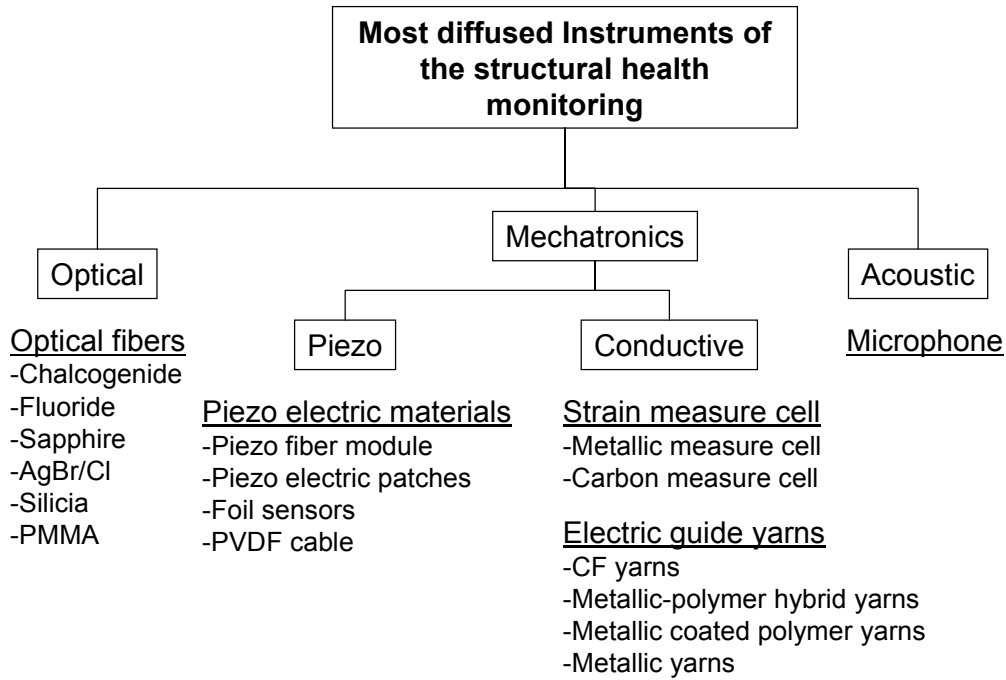 Most diffused Instruments of
the structural health
monitoring
Mechatronics
Optical
Acoustic
Piezo
Conductive
Optical fibers
-Chalcogenide
-Fluoride
-Sapphire
-AgBr/Cl
-Silicia
-PMMA
Piezo electric materials
-Piezo fiber module
-Piezo electric patches
-Foil sensors
-PVDF cable
Strain measure cell
-Metallic measure cell
-Carbon measure cell
Electric guide yarns
-CF yarns
-Metallic-polymer hybrid yarns
-Metallic coated polymer yarns
-Metallic yarns
Microphone